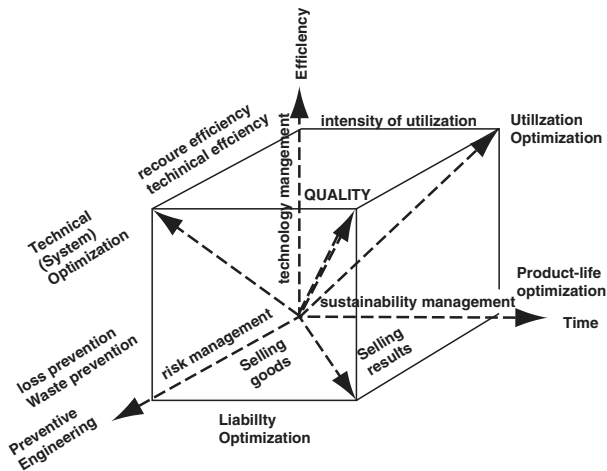 Efficiency
intensity of utilization
Utillzation
Optimization
recoure efficiency
techinical effciency
technology mangement
QUALITY
Technical
(System)
Optimization
Product-life
optimization
sustainability management
Time
risk management
Selling
goods
Selling
results
loss prevention
Waste prevention
Preventive
Engineering
Liabillty
Optimization